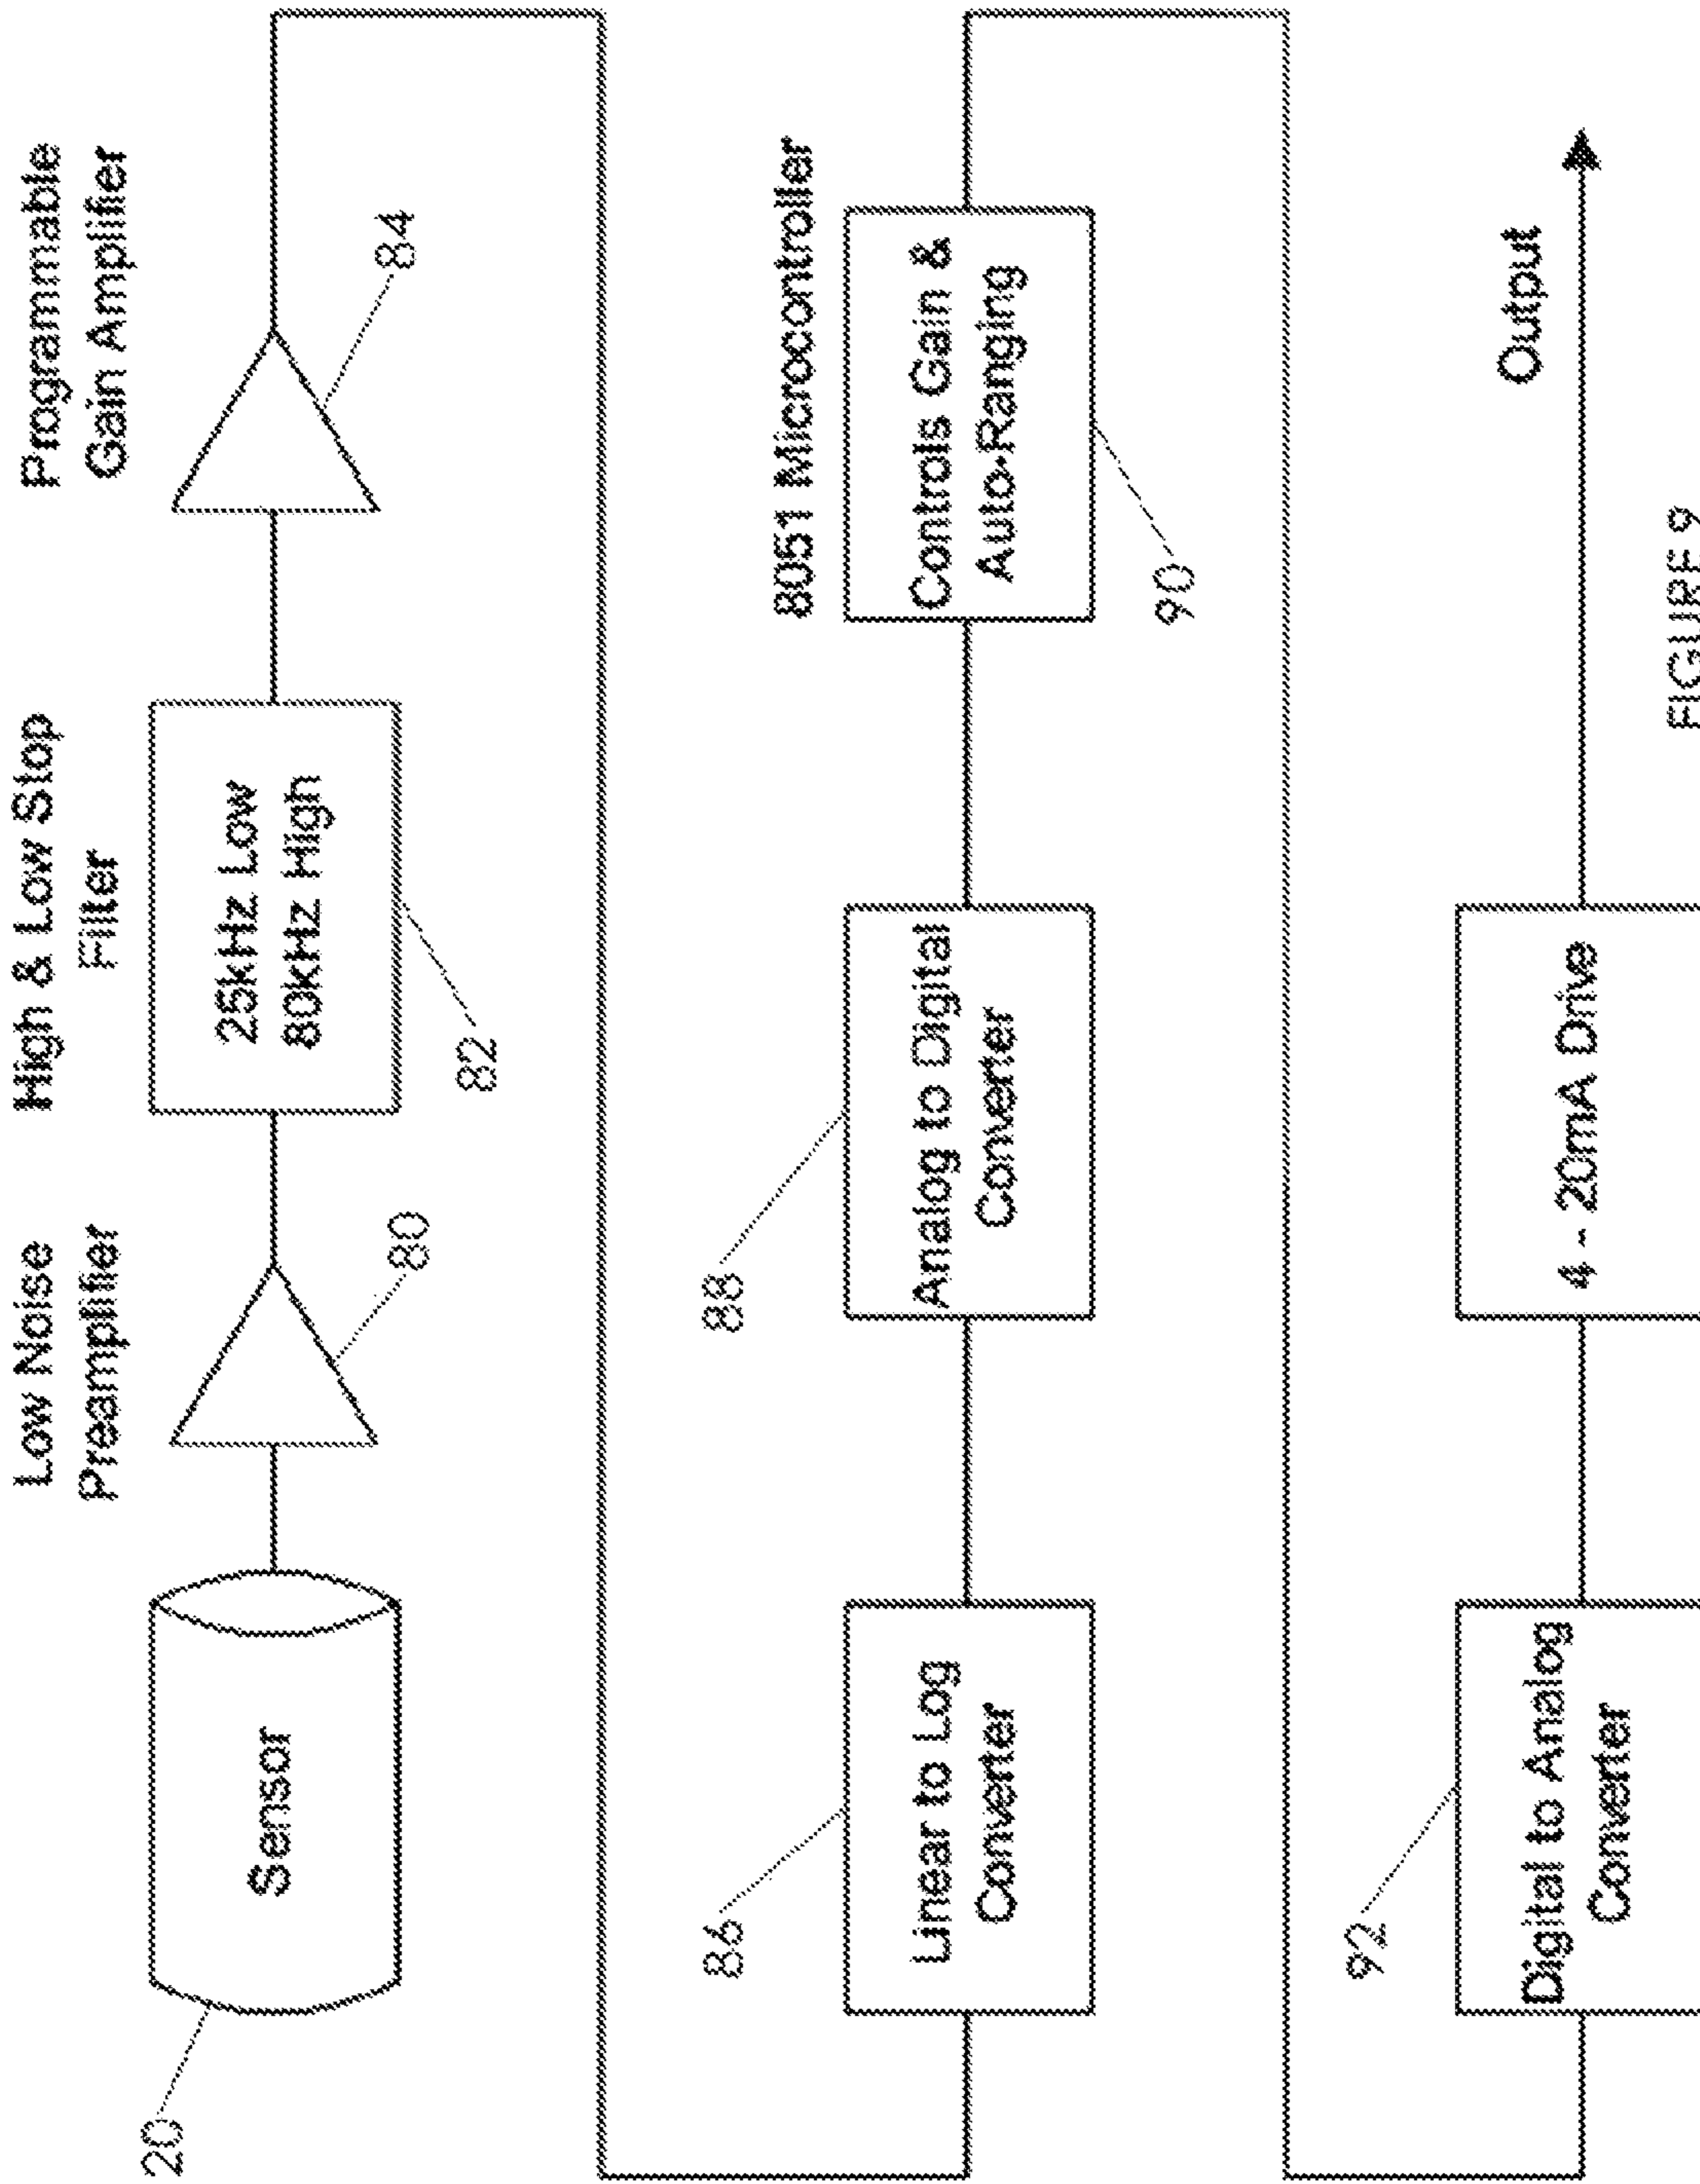 Low Noise
Preamplifier
High & Low Stop
Filter
Programmable
Gain Amplifier
Sensor
25kHz Low
80kHz High
20
80
82
84
8051 Microcontroller
86
88
Linear to Log
Converter
Analog to Digital
Converter
Controls Gain &
Auto-Ranging
90
92
Output
Digital to Analog
Converter
4 - 20mA Drive
FIGURE 9